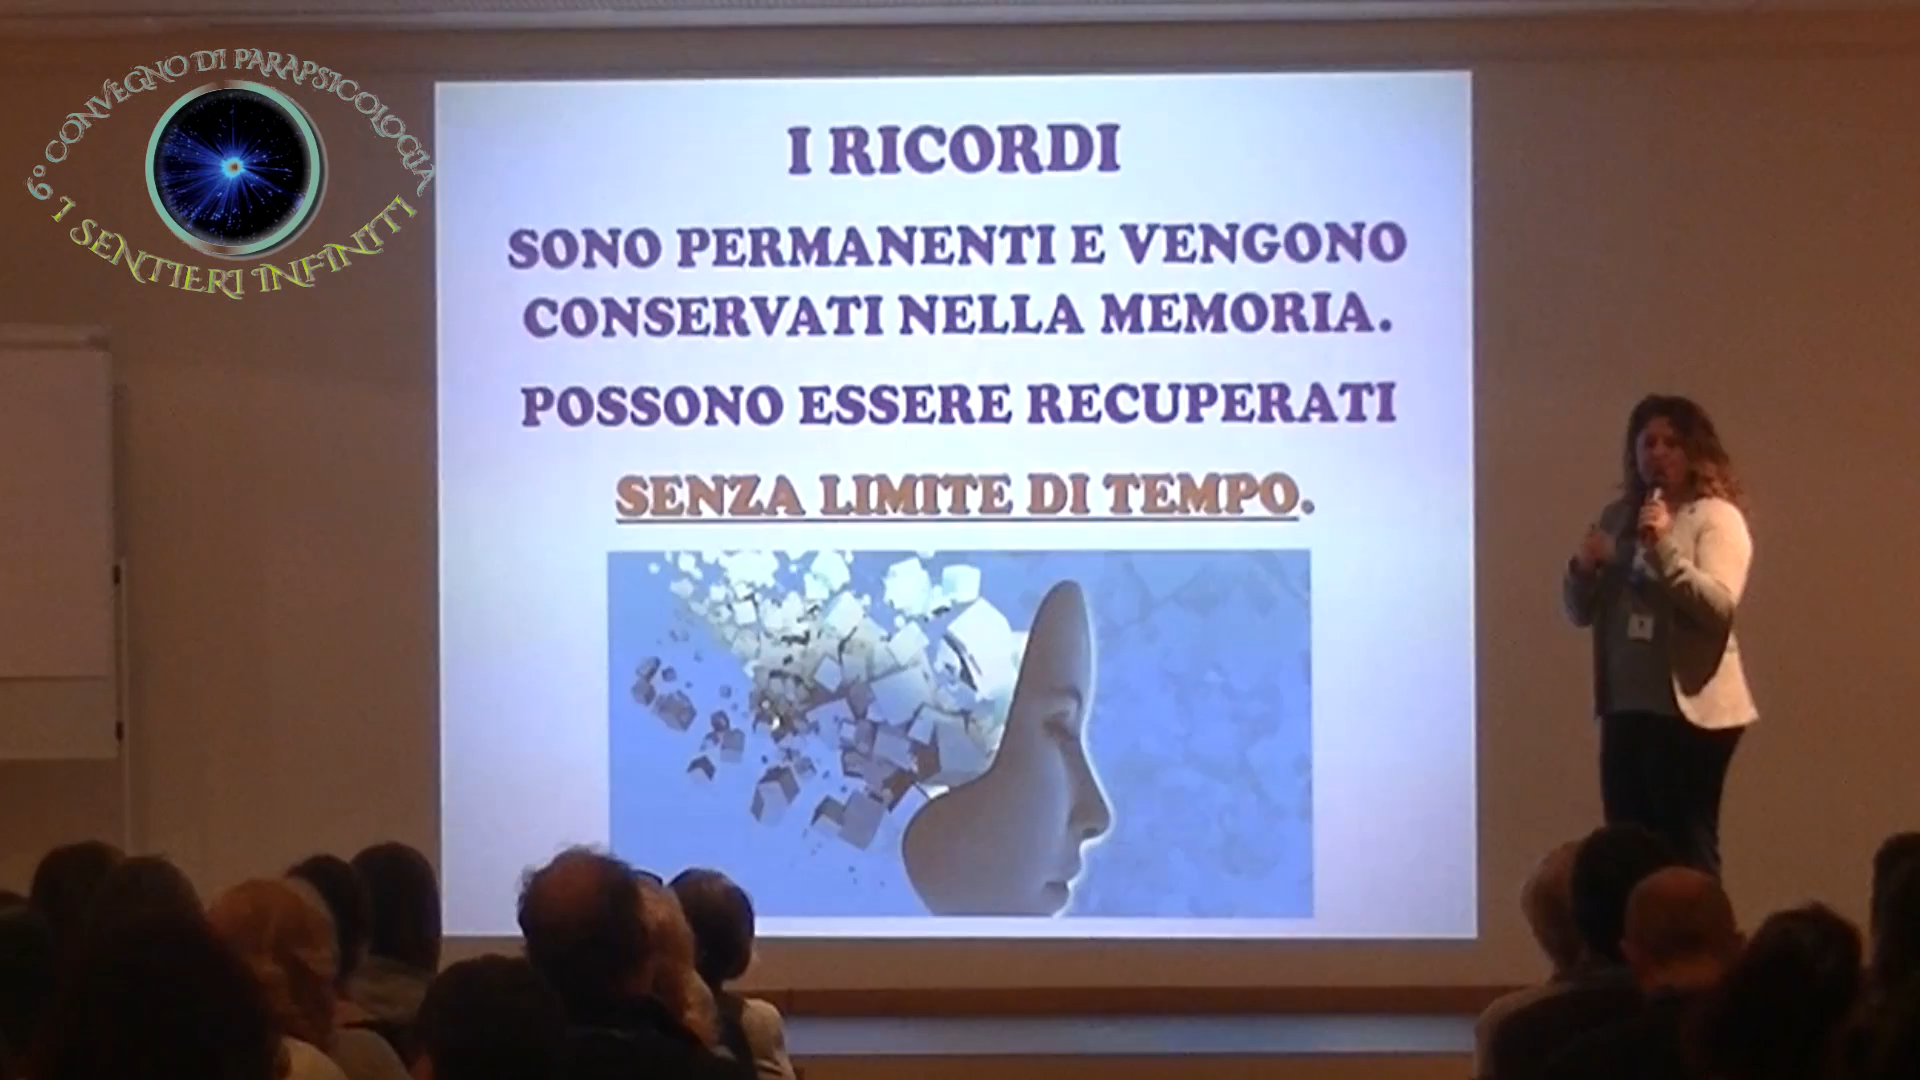 6° CONVEGNO DI PARAPSICOLOGIA
I SENTIERI INFINITI
I RICORDI
SONO PERMANENTI E VENGONO
CONSERVATI NELLA MEMORIA.
POSSONO ESSERE RECUPERATI
SENZA LIMITE DI TEMPO.